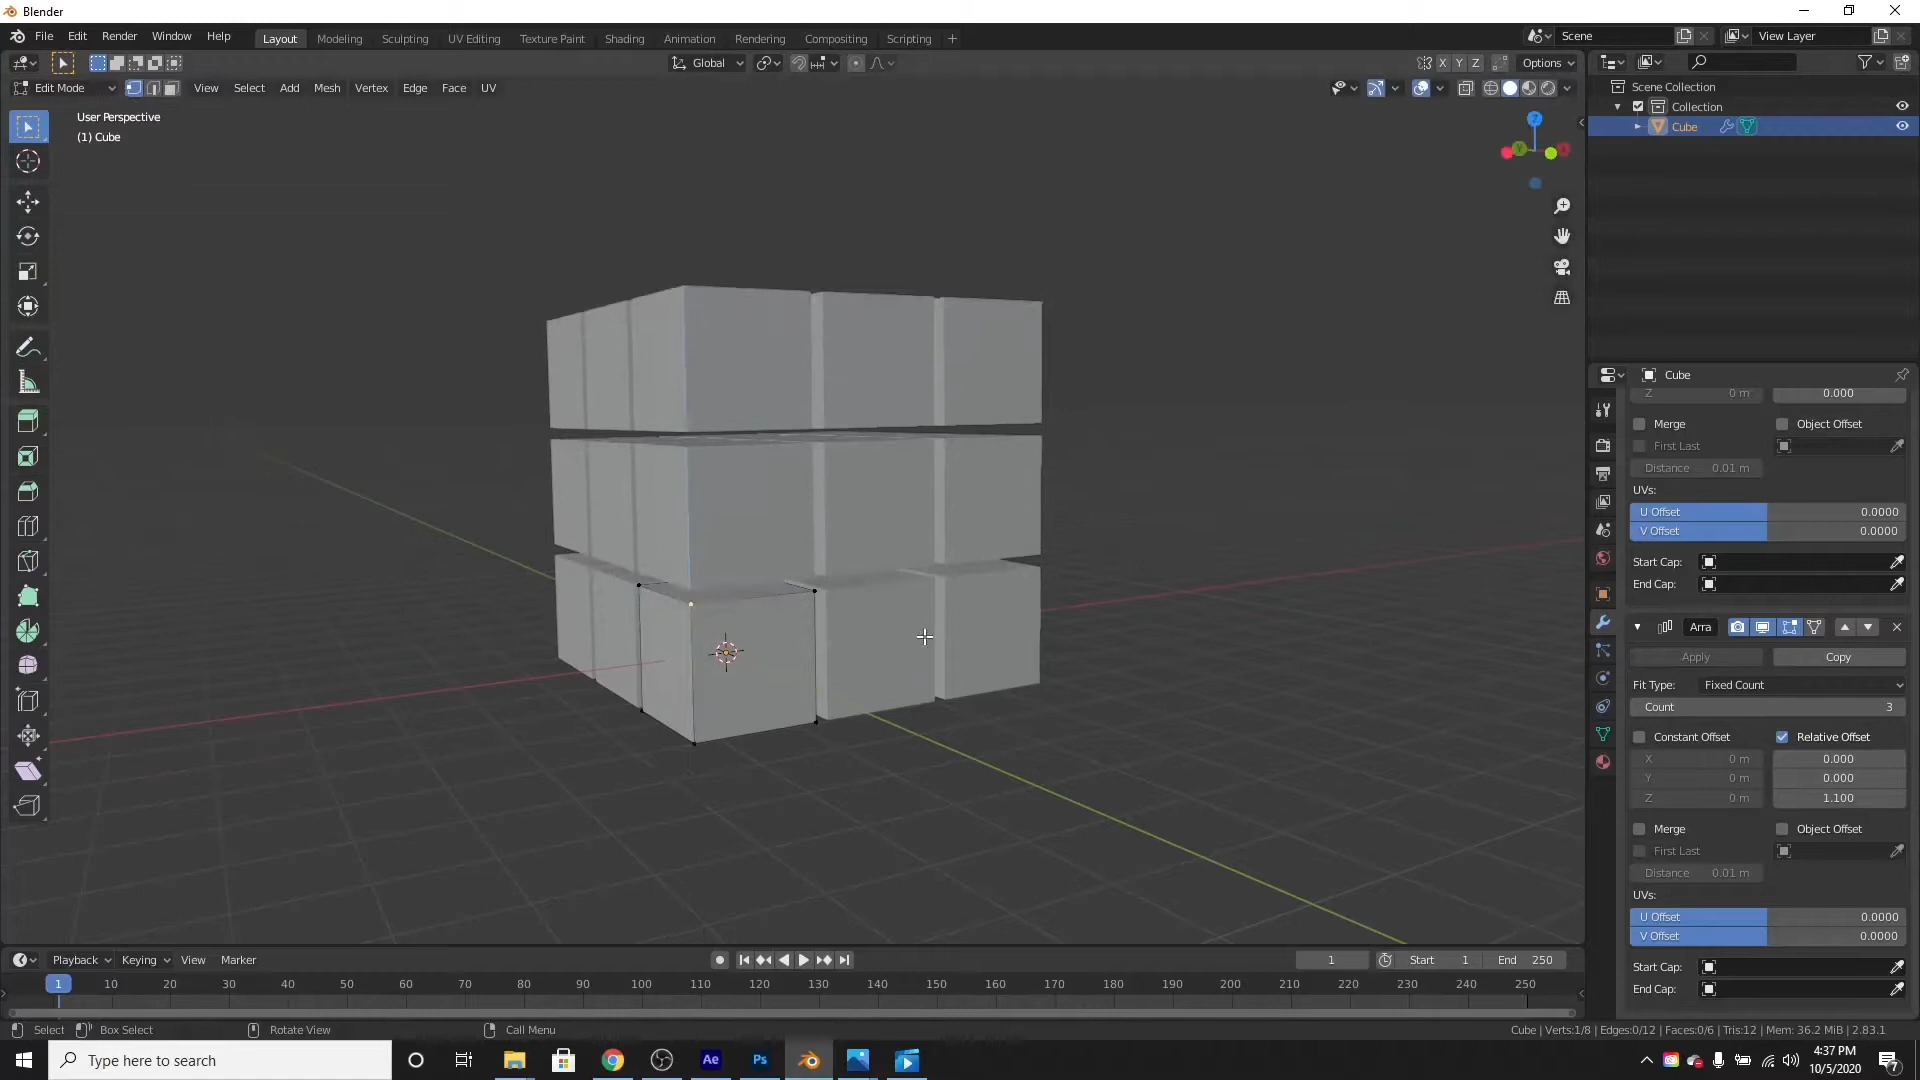 Blender
File Edit Render Window Help
Layout Modeling Sculpting UV Editing Texture Paint Shading Animation Rendering Compositing Scripting +
Scene
View Layer
Global
X Y Z Options
Edit Mode View Select Add Mesh Vertex Edge Face UV
User Perspective
(1) Cube
Z
Scene Collection
Collection
Cube
Cube
Z 0 m 0.000
Merge Object Offset
First Last
Distance 0.01 m
UVs:
U Offset 0.0000
V Offset 0.0000
Start Cap:
End Cap:
Arra
Apply Copy
Fit Type: Fixed Count
Count 3
Constant Offset Relative Offset
X 0 m 0.000
Y 0 m 0.000
Z 0 m 1.100
Merge Object Offset
First Last
Distance 0.01 m
UVs:
U Offset 0.0000
V Offset 0.0000
Start Cap:
End Cap:
Playback Keying View Marker
1 Start 1 End 250
1 10 20 30 40 50 60 70 80 90 100 110 120 130 140 150 160 170 180 190 200 210 220 230 240 250
Select Box Select Rotate View Call Menu
Cube | Verts:1/8 | Edges:0/12 | Faces:0/6 | Tris:12 | Mem: 36.2 MiB | 2.83.1
Type here to search
Ae Ps
4:37 PM
10/5/2020
7